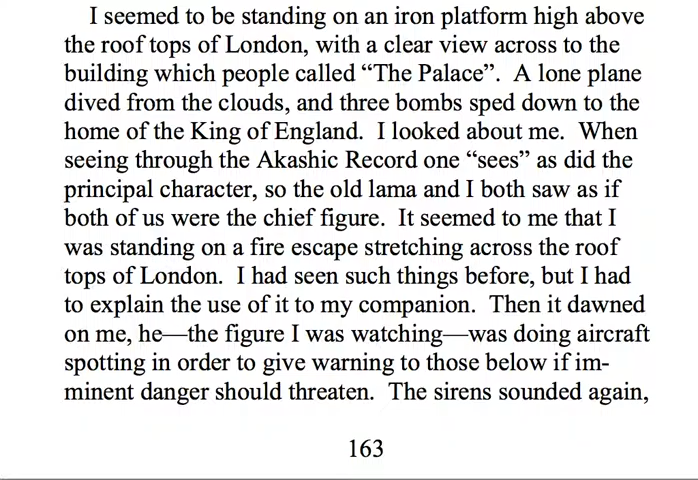 I seemed to be standing on an iron platform high above
the roof tops of London, with a clear view across to the
building which people called “The Palace”. A lone plane
dived from the clouds, and three bombs sped down to the
home of the King of England. I looked about me. When
seeing through the Akashic Record one “sees” as did the
principal character, so the old lama and I both saw as if
both of us were the chief figure. It seemed to me that I
was standing on a fire escape stretching across the roof
tops of London. I had seen such things before, but I had
to explain the use of it to my companion. Then it dawned
on me, he—the figure I was watching—was doing aircraft
spotting in order to give warning to those below if im-
minent danger should threaten. The sirens sounded again,
163